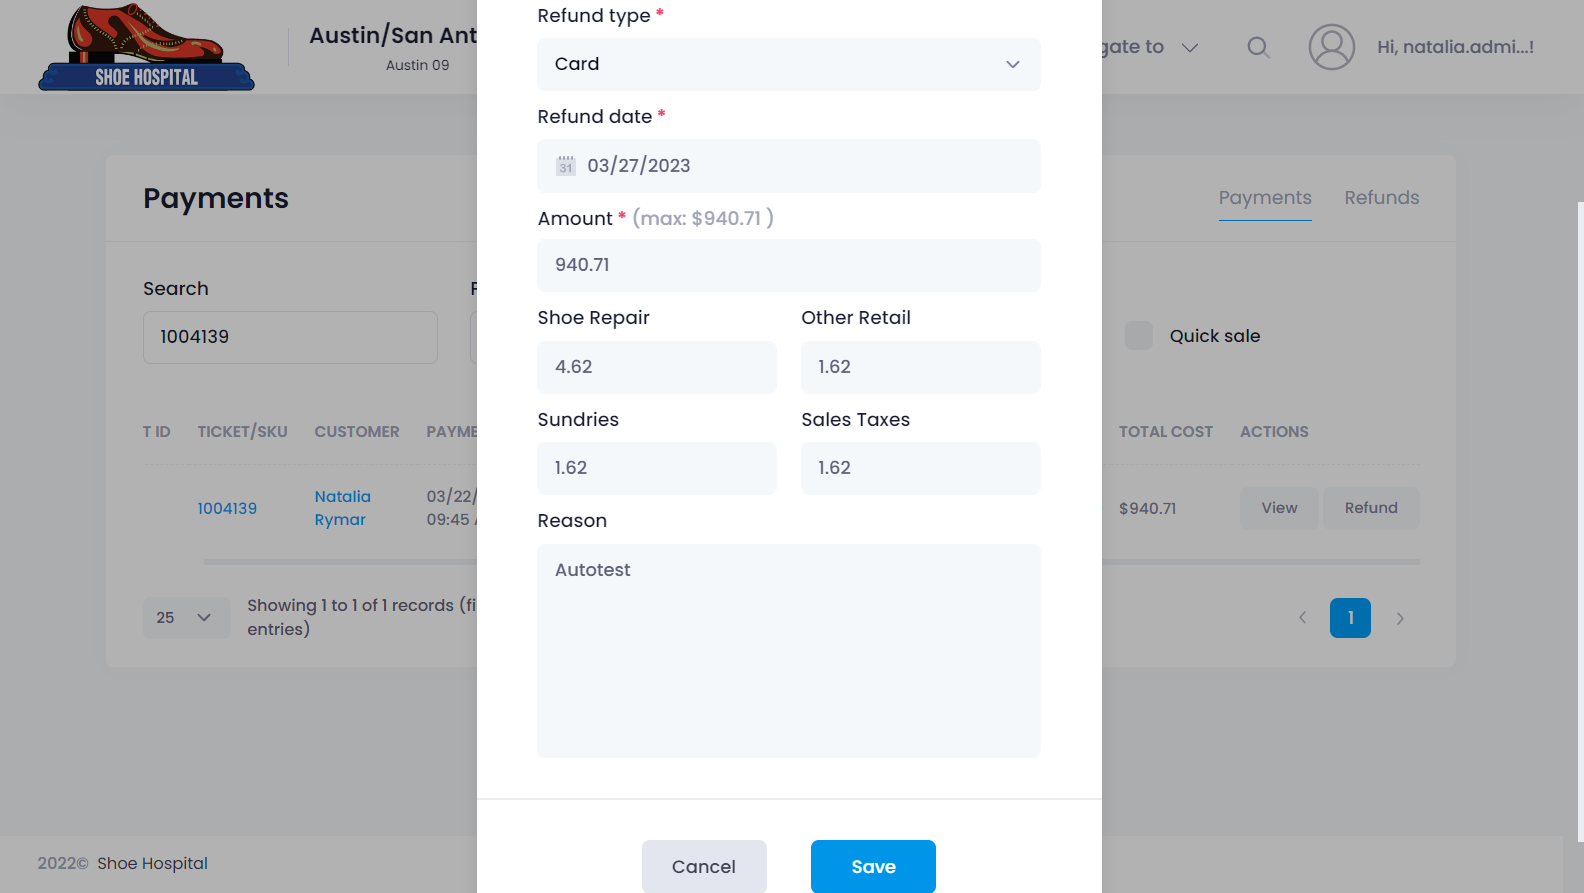 SHOE HOSPITAL
Austin/San Ant
Austin 09
gate to
Hi, natalia.admi...!
Refund type *
Card
Refund date *
31
03/27/2023
Amount * (max: $940.71 )
940.71
Shoe Repair
Other Retail
4.62
1.62
Sundries
Sales Taxes
1.62
1.62
Reason
Autotest
Cancel
Save
Payments
Payments
Refunds
Search
1004139
Quick sale
T ID
TICKET/SKU
CUSTOMER
PAYME
TOTAL COST
ACTIONS
1004139
Natalia
Rymar
03/22/
09:45
$940.71
View
Refund
25
Showing 1 to 1 of 1 records (fi
entries)
1
2022© Shoe Hospital